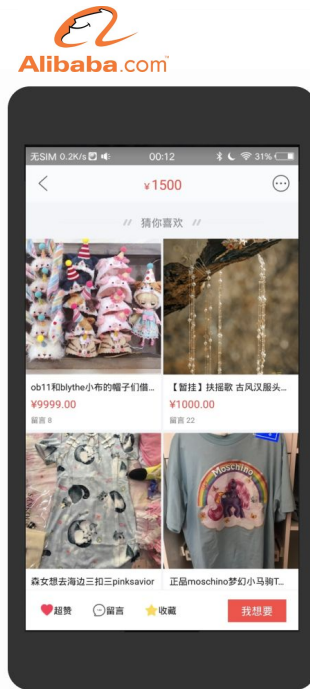 Alibaba.com
无SIM 0.2K/s 00:12 31%
¥1500
// 猜你喜欢 //
ob11和blythe小布的帽子们借...
¥9999.00
留言 8
【暂挂】扶摇歌 古风汉服头...
¥1000.00
留言 22
Moschino
森女想去海边三扣三pinksavior
正品moschino梦幻小马驹T...
超赞 留言 收藏 我想要